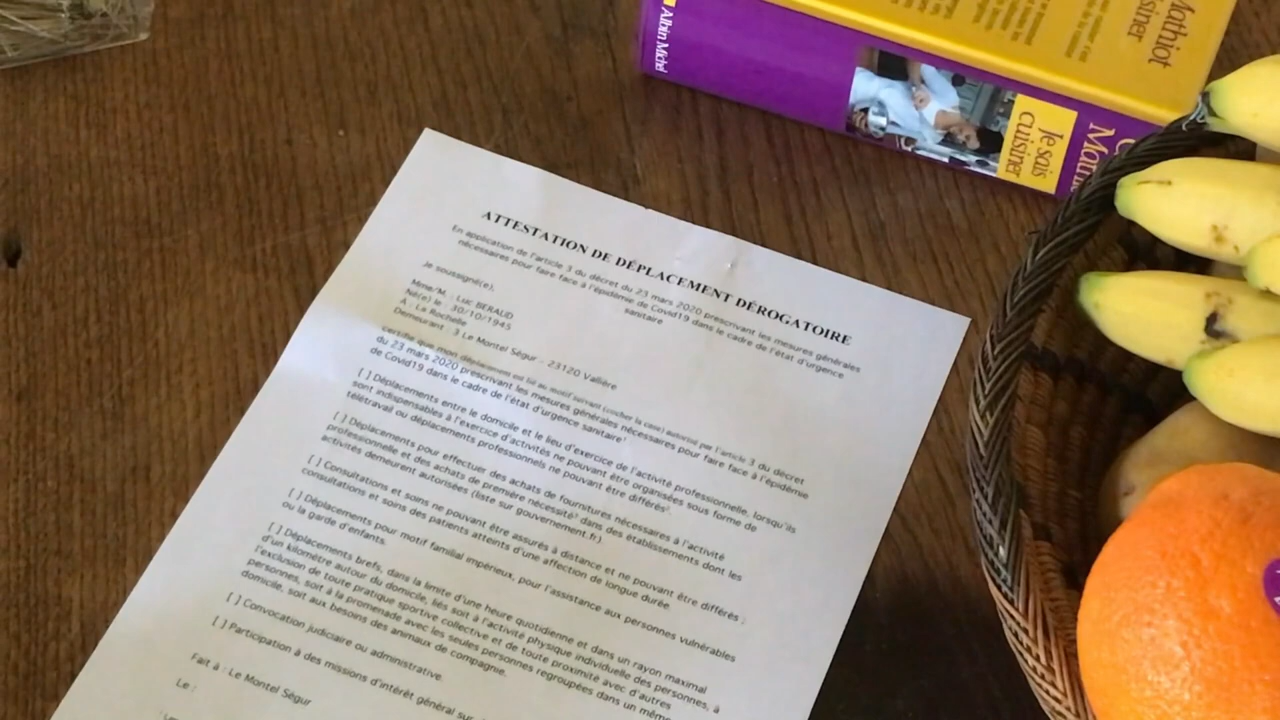 Albin Michel
Mathiot
Je sais
cuisiner
ATTESTATION DE DÉPLACEMENT DÉROGATOIRE
En application de l'article 3 du décret du 23 mars 2020 prescrivant les mesures générales
nécessaires pour faire face à l'épidémie de Covid19 dans le cadre de l'état d'urgence
sanitaire
Je soussigné(e),
Mme/M. : Luc BERAUD
Né(e) le : 30/10/1945
À : La Rochelle
Demeurant : 3 Le Montel Ségur - 23120 Vallière
certifie que mon déplacement est lié au motif suivant (cocher la case) autorisé par l'article 3 du décret
du 23 mars 2020 prescrivant les mesures générales nécessaires pour faire face à l'épidémie
de Covid19 dans le cadre de l'état d'urgence sanitaire¹ :
[ ] Déplacements entre le domicile et le lieu d'exercice de l'activité professionnelle, lorsqu'ils
sont indispensables à l'exercice d'activités ne pouvant être organisées sous forme de
télétravail ou déplacements professionnels ne pouvant être différés².
[ ] Déplacements pour effectuer des achats de fournitures nécessaires à l'activité
professionnelle et des achats de première nécessité³ dans des établissements dont les
activités demeurent autorisées (liste sur gouvernement.fr)
[ ] Consultations et soins ne pouvant être assurés à distance et ne pouvant être différés ;
consultations et soins des patients atteints d'une affection de longue durée.
[ ] Déplacements pour motif familial impérieux, pour l'assistance aux personnes vulnérables
ou la garde d'enfants.
[ ] Déplacements brefs, dans la limite d'une heure quotidienne et dans un rayon maximal
d'un kilomètre autour du domicile, liés soit à l'activité physique individuelle des personnes, à
l'exclusion de toute pratique sportive collective et de toute proximité avec d'autres
personnes, soit à la promenade avec les seules personnes regroupées dans un même
domicile, soit aux besoins des animaux de compagnie.
[ ] Convocation judiciaire ou administrative.
[ ] Participation à des missions d'intérêt général sur
Fait à : Le Montel Ségur
Le :